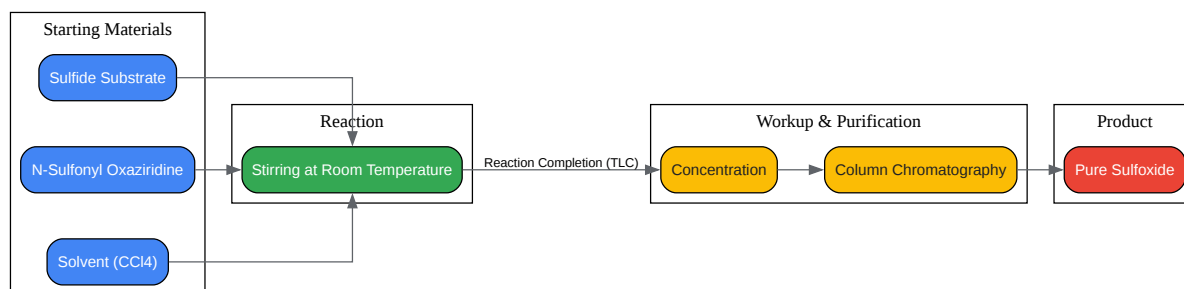 Starting Materials
Sulfide Substrate
N-Sulfonyl Oxaziridine
Solvent (CCl4)
Reaction
Stirring at Room Temperature
Reaction Completion (TLC)
Workup & Purification
Concentration
Column Chromatography
Product
Pure Sulfoxide